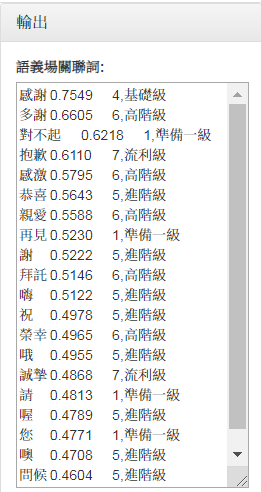 輸出
語義場關聯詞:
感謝 0.7549 4,基礎級
多謝 0.6605 6,高階級
對不起 0.6218 1,準備一級
抱歉 0.6110 7,流利級
感激 0.5795 6,高階級
恭喜 0.5643 5,進階級
親愛 0.5588 6,高階級
再見 0.5230 1,準備一級
謝 0.5222 5,進階級
拜託 0.5146 6,高階級
嗨 0.5122 5,進階級
祝 0.4978 5,進階級
榮幸 0.4965 6,高階級
哦 0.4955 5,進階級
誠摯 0.4868 7,流利級
請 0.4813 1,準備一級
喔 0.4789 5,進階級
您 0.4771 1,準備一級
噢 0.4708 5,進階級
問候 0.4604 5,進階級